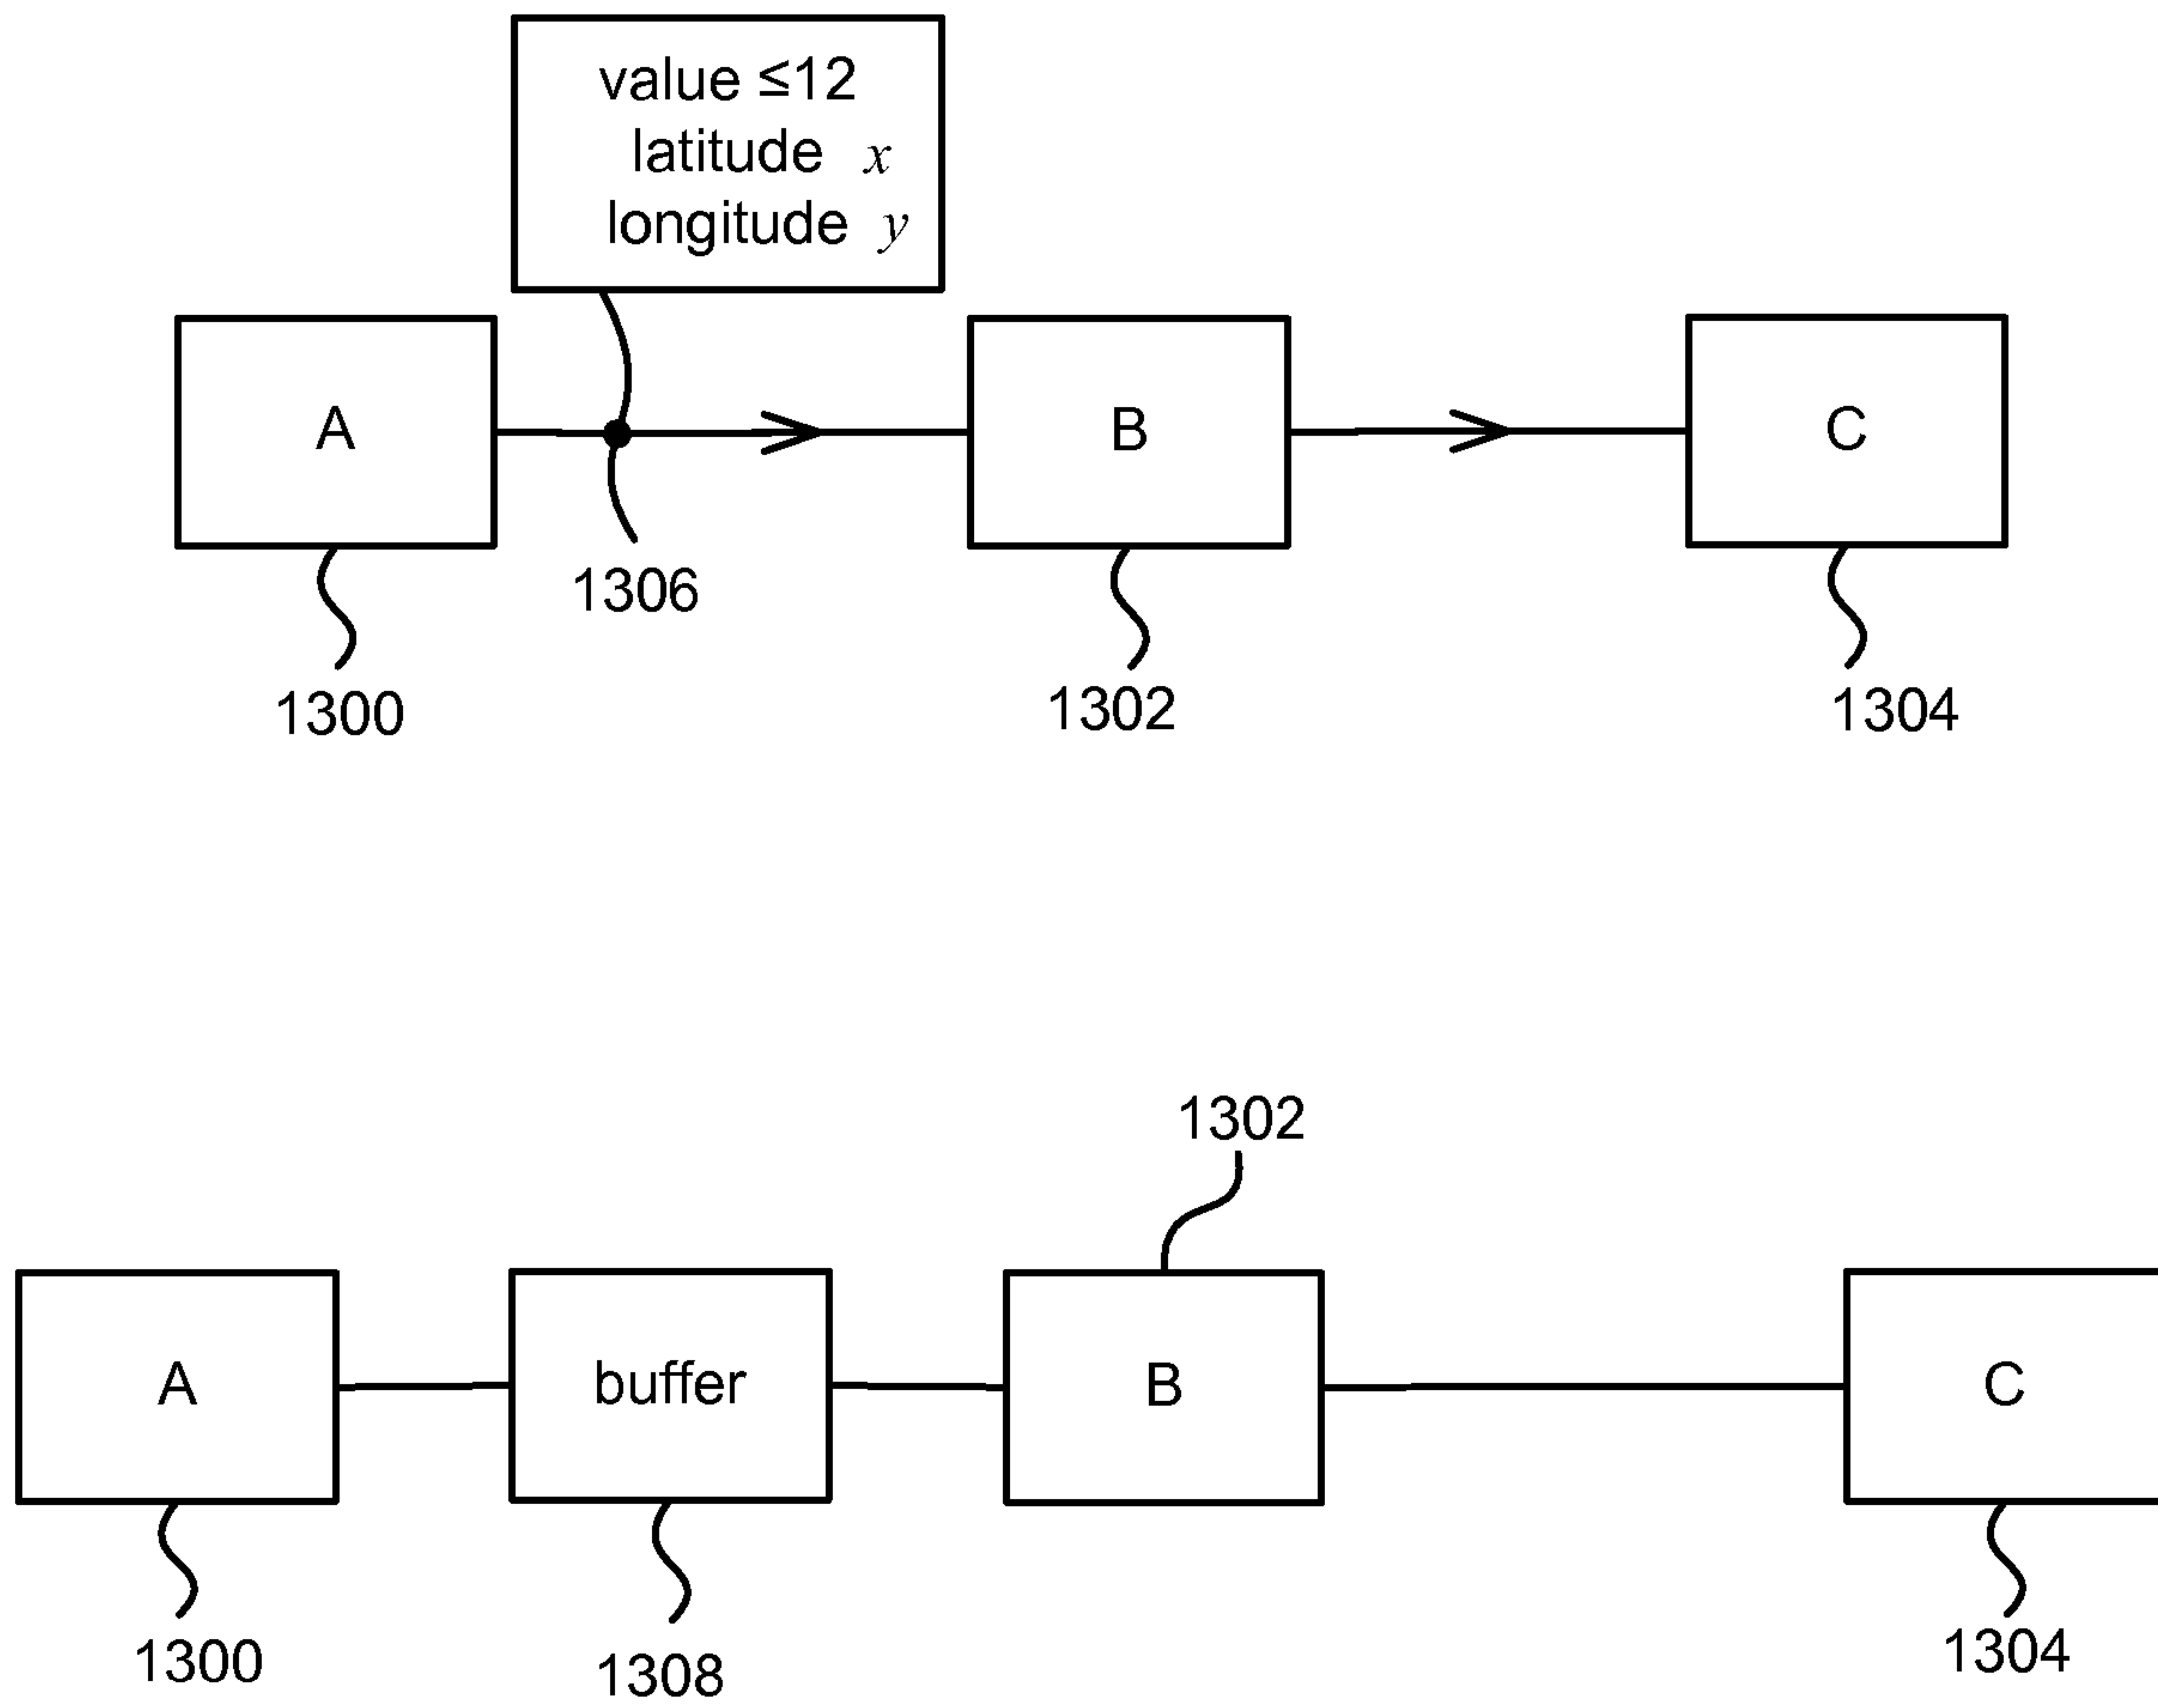 value ≤12
latitude x
longitude y
A
B
C
1306
1300
1302
1304
1302
A
buffer
B
C
1300
1308
1304